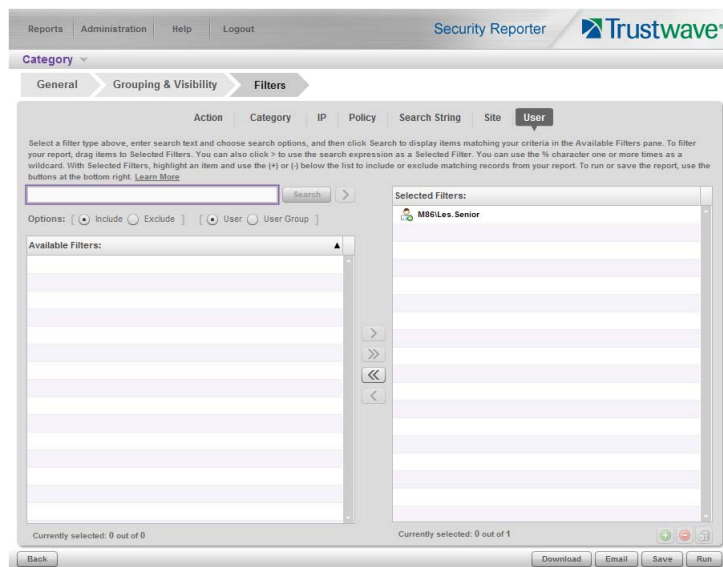 Reports Administration Help Logout Security Reporter Trustwave®
Category
General Grouping & Visibility Filters
Action Category IP Policy Search String Site User
Select a filter type above, enter search text and choose search options, and then click Search to display items matching your criteria in the Available Filters pane. To filter
your report, drag items to Selected Filters. You can also click > to use the search expression as a Selected Filter. You can use the % character one or more times as a
wildcard. With Selected Filters, highlight an item and use the (+) or (-) below the list to include or exclude matching records from your report. To run or save the report, use the
buttons at the bottom right. Learn More
Search >
Options: [ Include Exclude ] [ User User Group ]
Available Filters:
Selected Filters:
M86\Les.Senior
>
>>
<<
<
Currently selected: 0 out of 0
Currently selected: 0 out of 1
Back Download Email Save Run